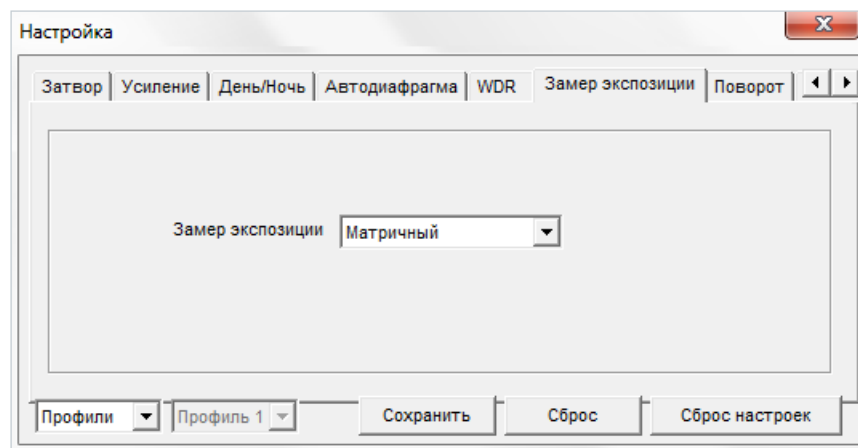 Настройка
Затвор Усиление День/Ночь Автодиафрагма WDR Замер экспозиции Поворот
Замер экспозиции Матричный
Профили Профиль 1 Сохранить Сброс Сброс настроек